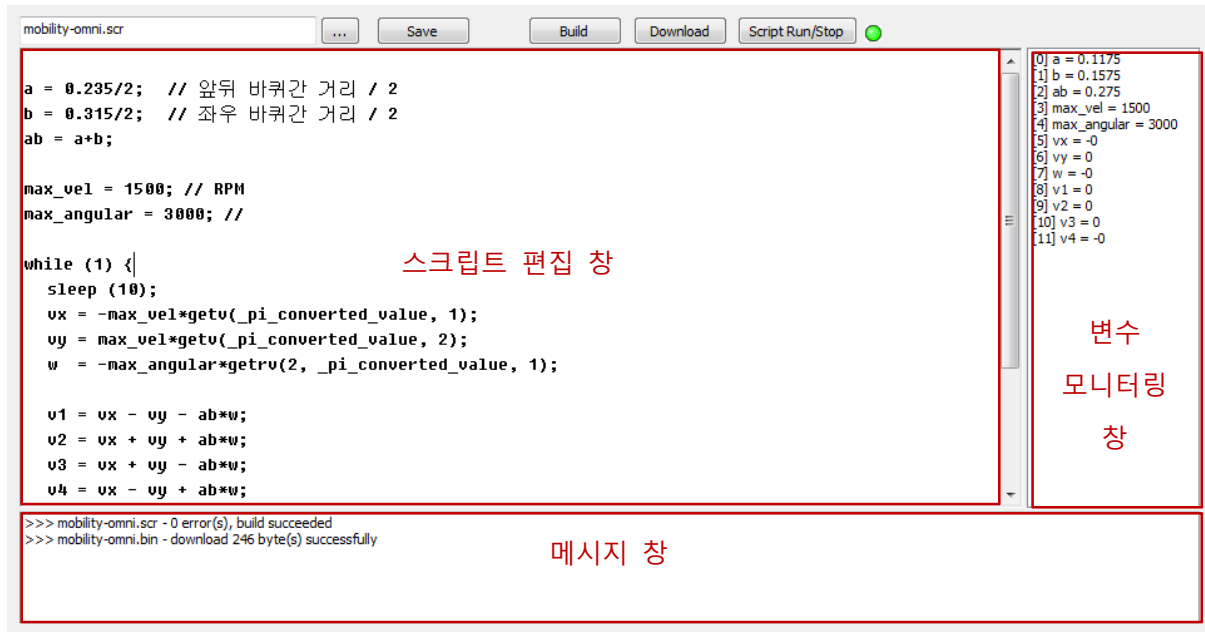 mobility-omni.scr ... Save Build Download Script Run/Stop
a = 0.235/2; // 앞뒤 바퀴간 거리 / 2
b = 0.315/2; // 좌우 바퀴간 거리 / 2
ab = a+b;
max_vel = 1500; // RPM
max_angular = 3000; //
while (1) {
sleep (10);
vx = -max_vel*getv(_pi_converted_value, 1);
vy = max_vel*getv(_pi_converted_value, 2);
w = -max_angular*getrv(2, _pi_converted_value, 1);
v1 = vx - vy - ab*w;
v2 = vx + vy + ab*w;
v3 = vx + vy - ab*w;
v4 = vx - vy + ab*w;
스크립트 편집 창
[0] a = 0.1175
[1] b = 0.1575
[2] ab = 0.275
[3] max_vel = 1500
[4] max_angular = 3000
[5] vx = -0
[6] vy = 0
[7] w = -0
[8] v1 = 0
[9] v2 = 0
[10] v3 = 0
[11] v4 = -0
변수
모니터링
창
>>> mobility-omni.scr - 0 error(s), build succeeded
>>> mobility-omni.bin - download 246 byte(s) successfully
메시지 창